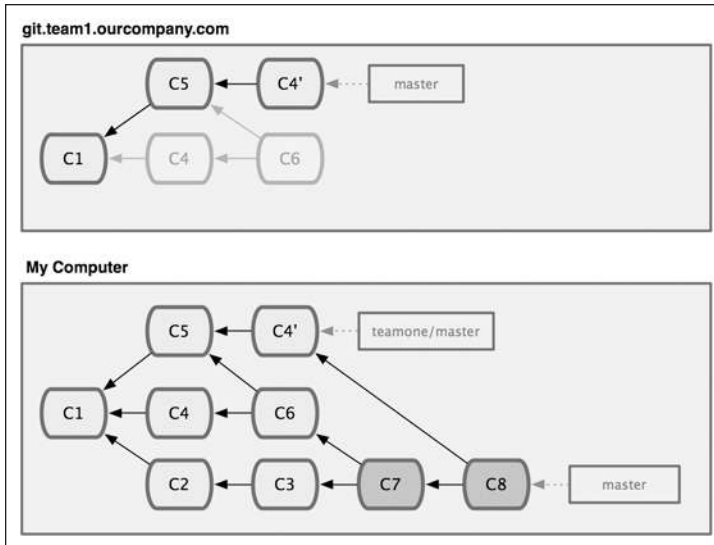 git.team1.ourcompany.com
C5 C4' master
C1 C4 C6
My Computer
C5 C4' teamone/master
C1 C4 C6
C2 C3 C7 C8 master